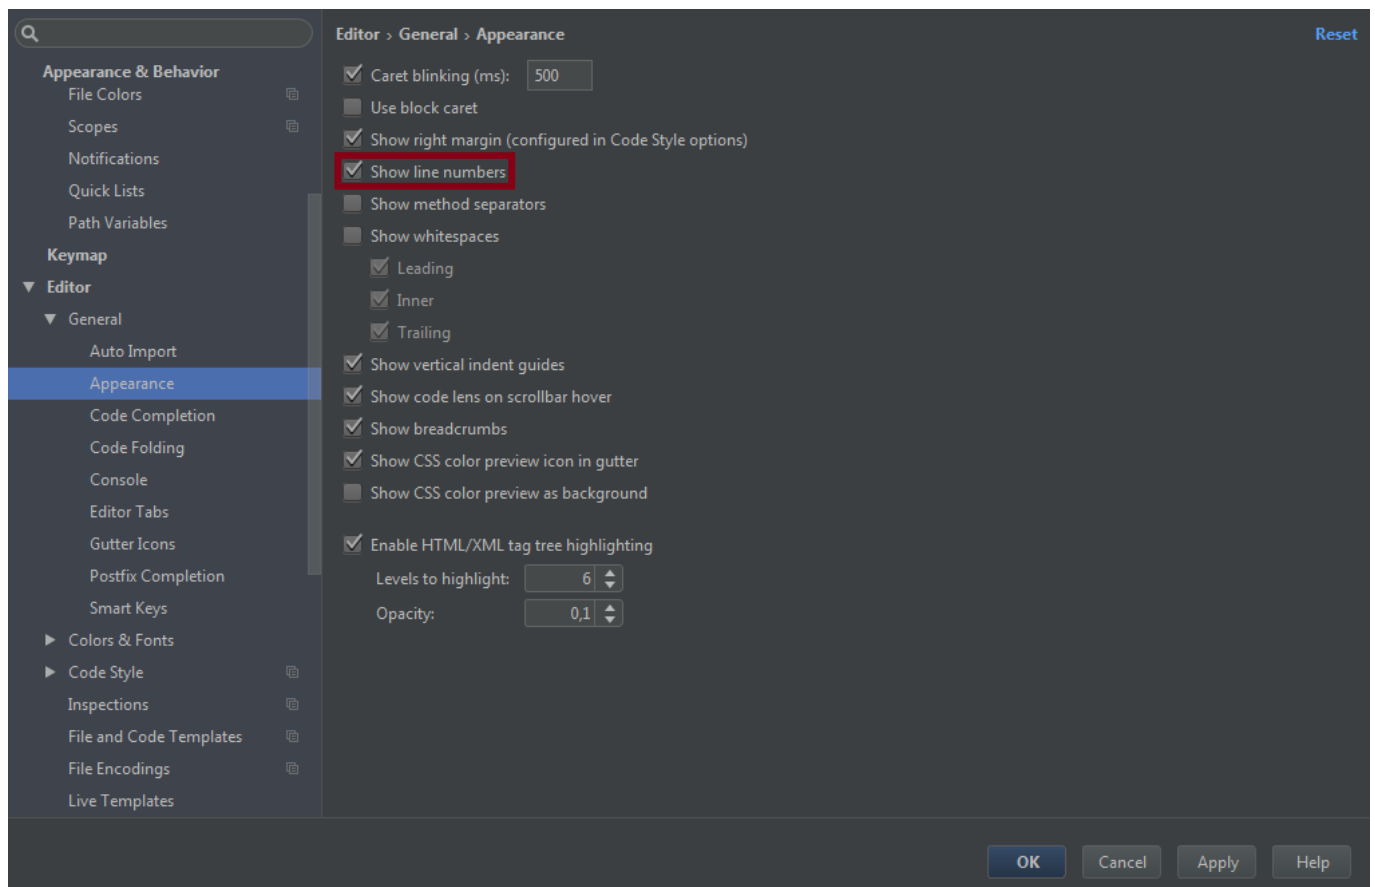 Appearance & Behavior
File Colors
Scopes
Notifications
Quick Lists
Path Variables
Keymap
Editor
General
Auto Import
Appearance
Code Completion
Code Folding
Console
Editor Tabs
Gutter Icons
Postfix Completion
Smart Keys
Colors & Fonts
Code Style
Inspections
File and Code Templates
File Encodings
Live Templates
Editor › General › Appearance
Reset
Caret blinking (ms): 500
Use block caret
Show right margin (configured in Code Style options)
Show line numbers
Show method separators
Show whitespaces
Leading
Inner
Trailing
Show vertical indent guides
Show code lens on scrollbar hover
Show breadcrumbs
Show CSS color preview icon in gutter
Show CSS color preview as background
Enable HTML/XML tag tree highlighting
Levels to highlight: 6
Opacity: 0,1
OK Cancel Apply Help